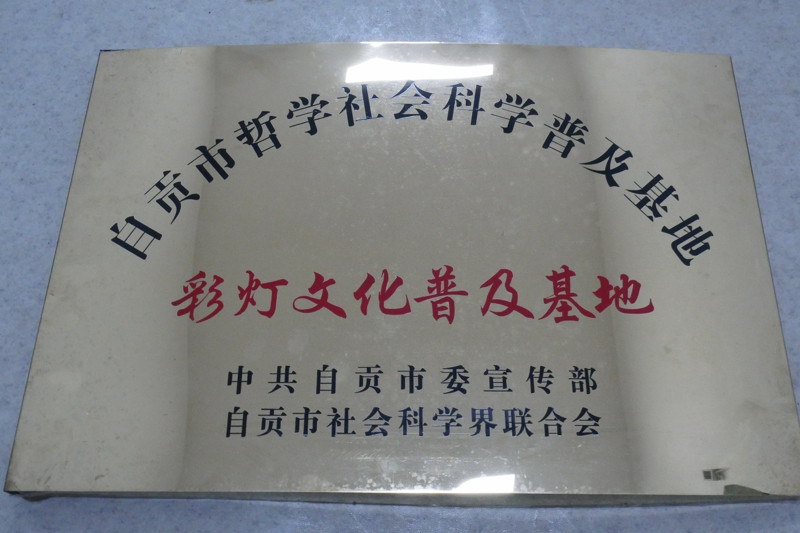 自贡市哲学社会科学普及基地
彩灯文化普及基地
中共自贡市委宣传部
自贡市社会科学界联合会